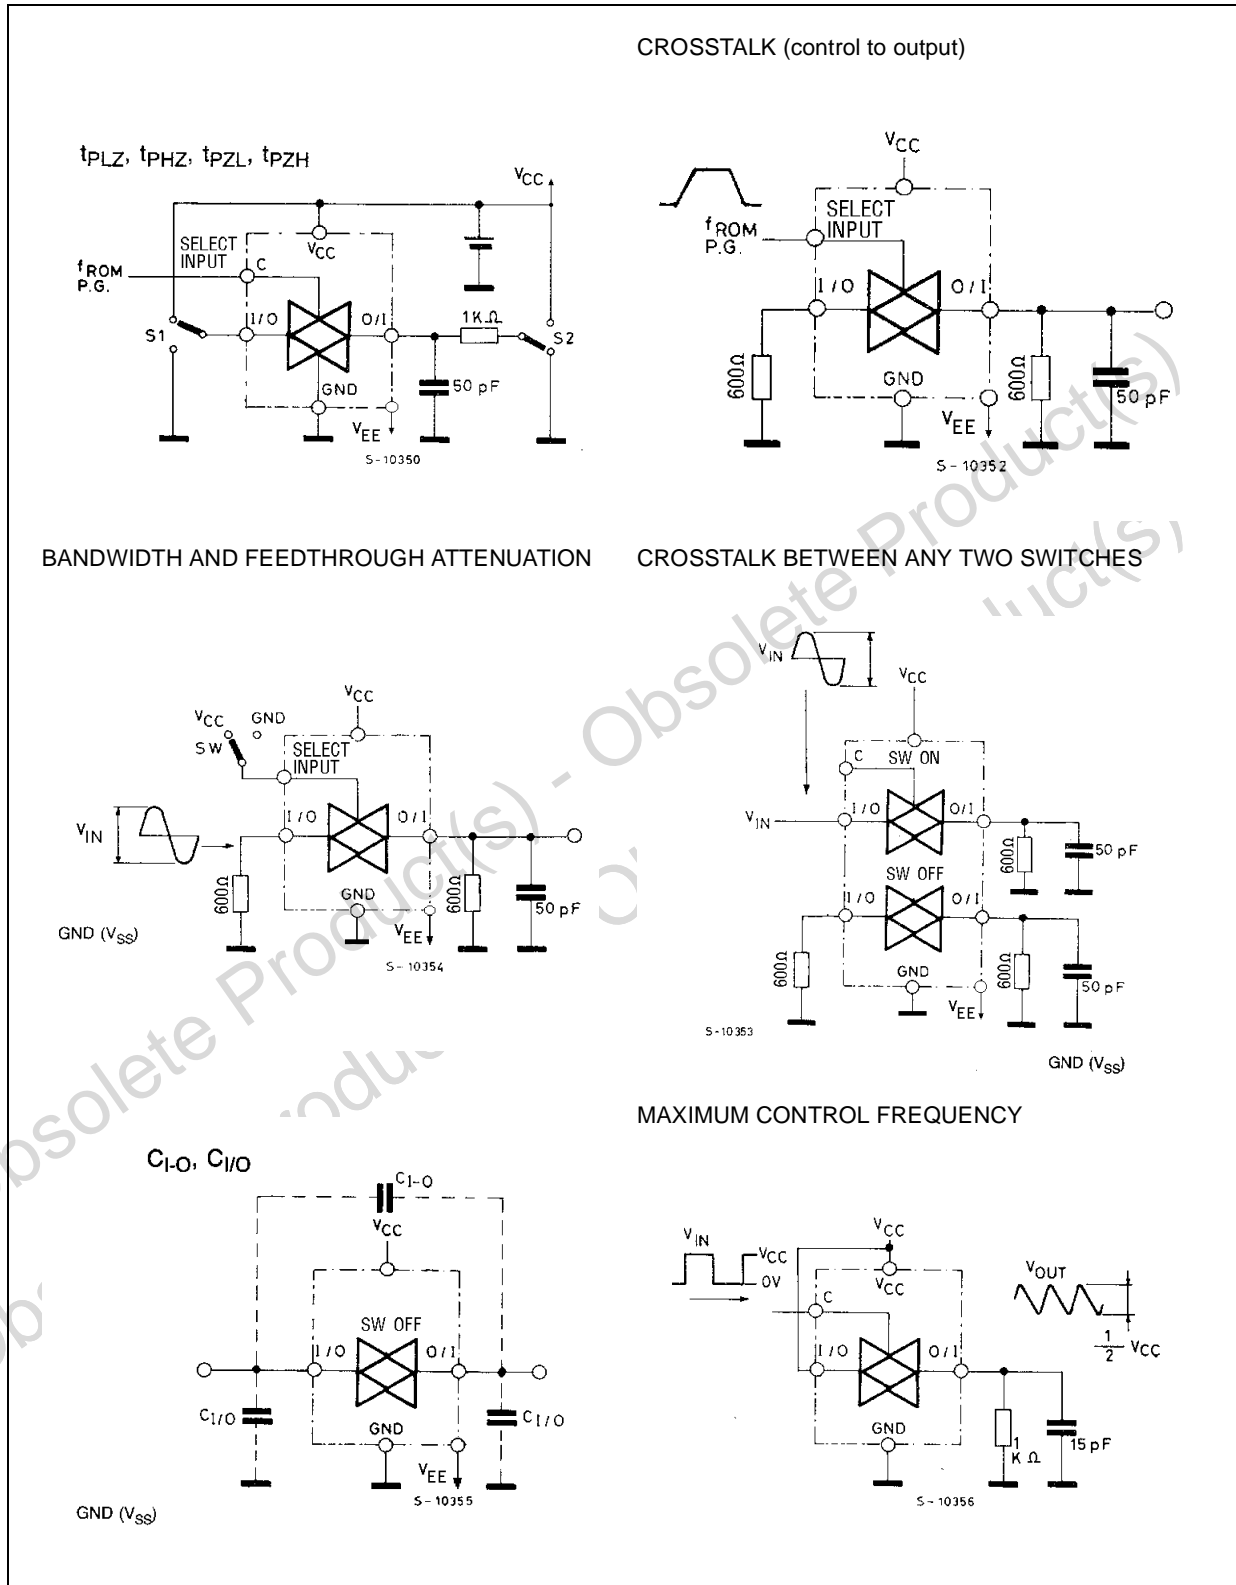 CROSSTALK (control to output)
tPLZ, tPHZ, tPZL, tPZH
VCC
VCC
SELECT
INPUT
C
fROM
P.G.
S1
I/O
O/I
1KΩ
S2
GND
50 pF
VEE
S-10350
VCC
SELECT
INPUT
fROM
P.G.
I/O
O/I
600Ω
GND
600Ω
50 pF
VEE
S-10352
BANDWIDTH AND FEEDTHROUGH ATTENUATION
CROSSTALK BETWEEN ANY TWO SWITCHES
VCC
VCC
GND
SW
SELECT
INPUT
VIN
I/O
O/I
600Ω
GND
600Ω
50 pF
VEE
GND (VSS)
S-10354
VIN
VCC
C
SW ON
VIN
I/O
O/I
600Ω
50 pF
SW OFF
I/O
O/I
600Ω
GND
600Ω
50 pF
VEE
S-10353
GND (VSS)
MAXIMUM CONTROL FREQUENCY
CI-O, CI/O
CI-O
VCC
SW OFF
I/O
O/I
CI/O
GND
CI/O
VEE
S-10355
GND (VSS)
VIN
VCC
0V
VCC
VCC
C
VOUT
1/2 VCC
I/O
O/I
GND
1
KΩ
15pF
S-10356
Obsolete Product(s) - Obsolete Product(s)